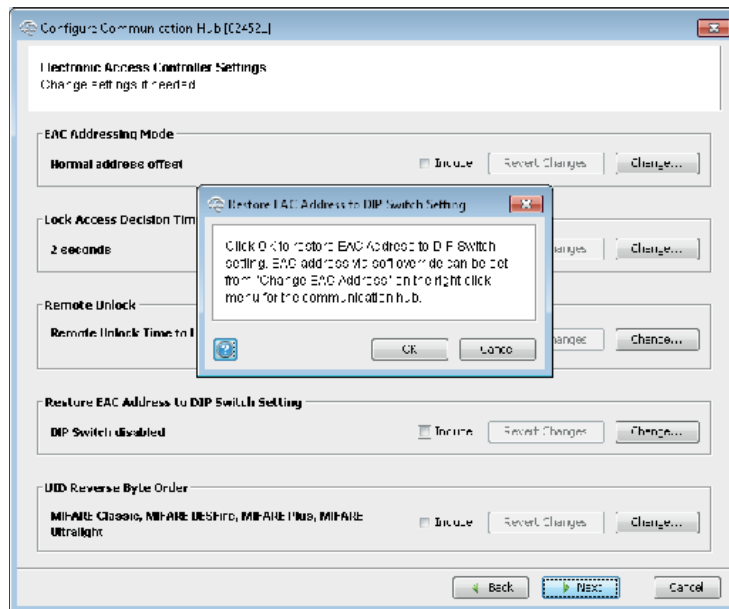 Configure Communication Hub
Electronic Access Controller Settings
Change settings if needed
EAC Addressing Mode
Normal address offset
Include
Revert Changes
Change...
Restore EAC Address to DIP Switch Setting
Click OK to restore EAC Address to DIP Switch
setting. EAC address via soft override can be set
from "Change EAC Address" on the right click
menu for the communication hub.
OK
Cancel
Lock Access Decision Tim
2 seconds
anges
Change...
Remote Unlock
Remote Unlock Time to
anges
Change...
Restore EAC Address to DIP Switch Setting
DIP Switch disabled
Include
Revert Changes
Change...
UID Reverse Byte Order
MIFARE Classic, MIFARE DESFire, MIFARE Plus, MIFARE
Ultralight
Include
Revert Changes
Change...
Back
Next
Cancel